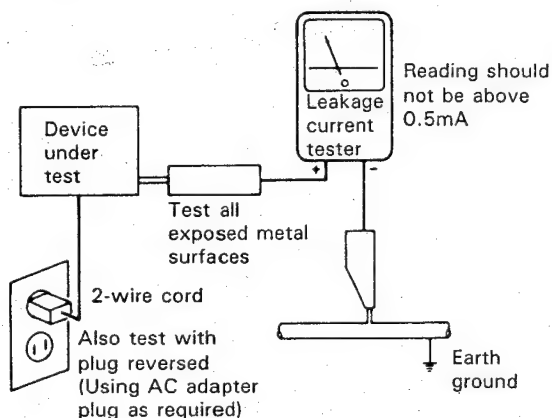 Reading should
not be above
0.5mA
Leakage
current
tester
+
-
Device
under
test
Test all
exposed metal
surfaces
2-wire cord
Also test with
plug reversed
(Using AC adapter
plug as required)
Earth
ground